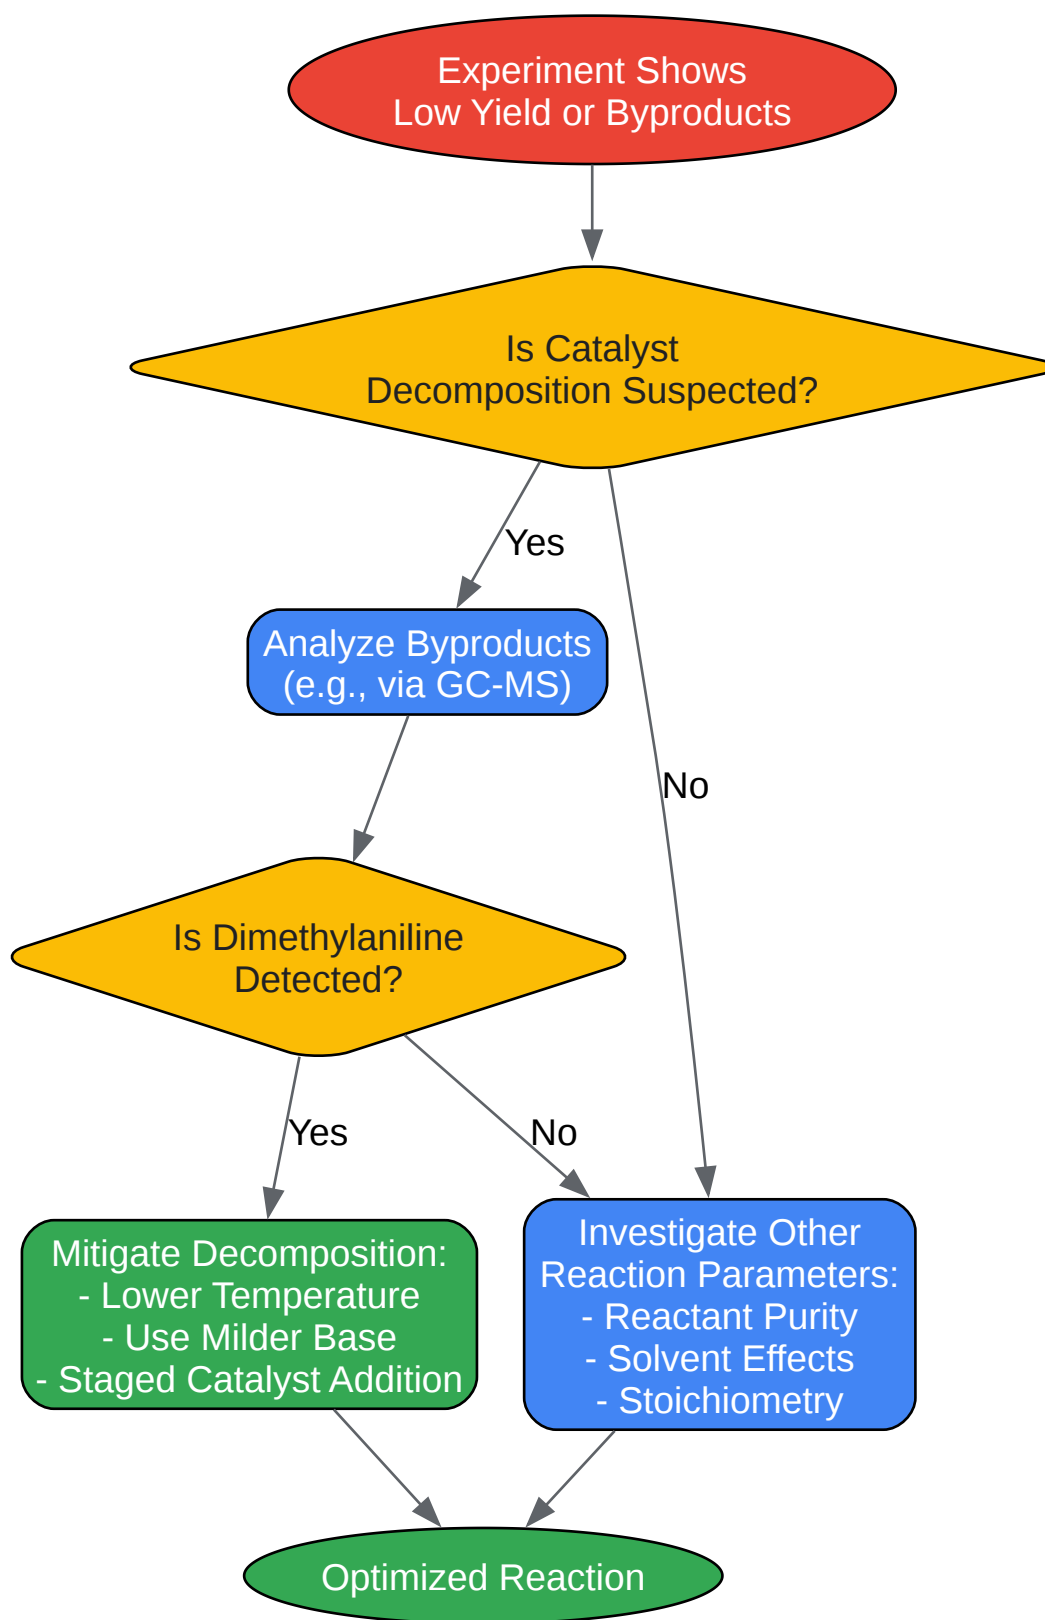 Experiment Shows
Low Yield or Byproducts
Is Catalyst
Decomposition Suspected?
Yes
Analyze Byproducts
(e.g., via GC-MS)
No
Is Dimethylaniline
Detected?
Yes
No
Mitigate Decomposition:
- Lower Temperature
- Use Milder Base
- Staged Catalyst Addition
Investigate Other
Reaction Parameters:
- Reactant Purity
- Solvent Effects
- Stoichiometry
Optimized Reaction